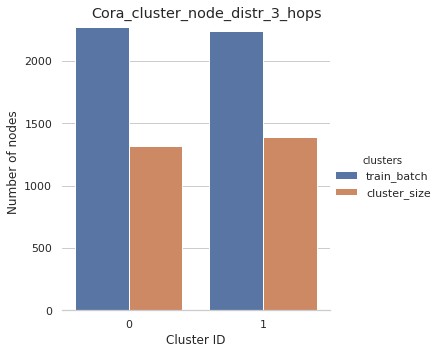 Cora_cluster_node_distr_3_hops
Number of nodes
2000
1500
1000
500
0
0 1
Cluster ID
clusters
train_batch
cluster_size